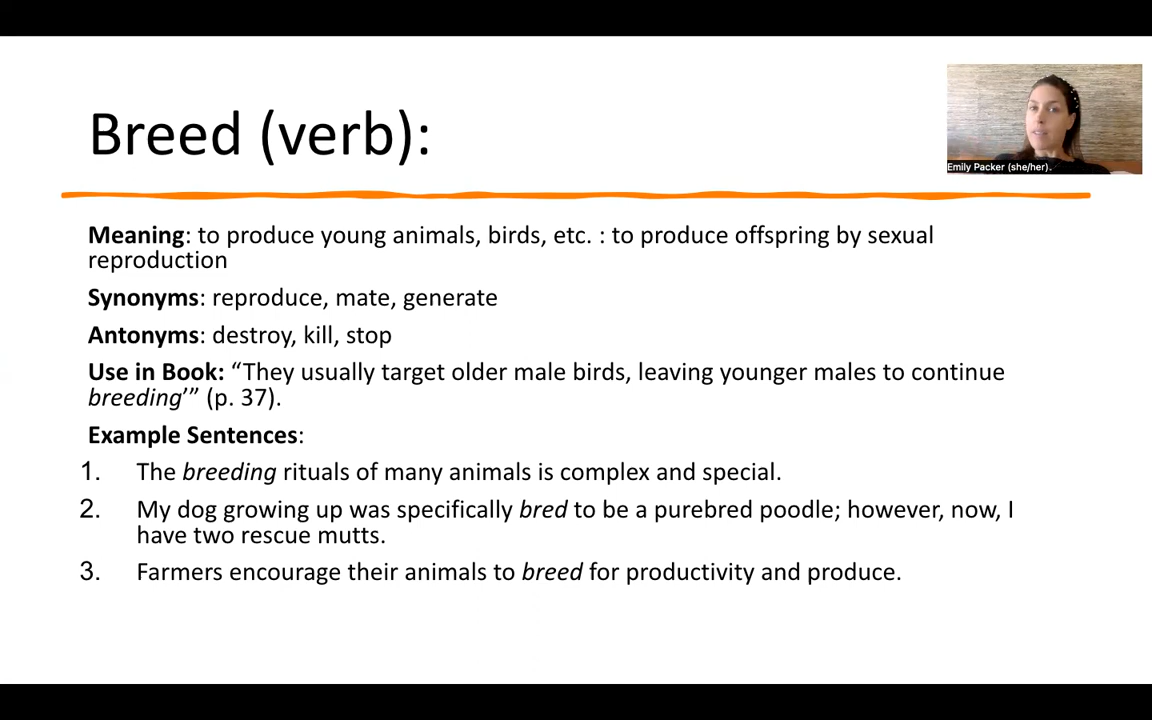 Breed (verb):
Emily Packer (she/her).
Meaning: to produce young animals, birds, etc. : to produce offspring by sexual
reproduction
Synonyms: reproduce, mate, generate
Antonyms: destroy, kill, stop
Use in Book: “They usually target older male birds, leaving younger males to continue
breeding’” (p. 37).
Example Sentences:
1. The breeding rituals of many animals is complex and special.
2. My dog growing up was specifically bred to be a purebred poodle; however, now, I
have two rescue mutts.
3. Farmers encourage their animals to breed for productivity and produce.